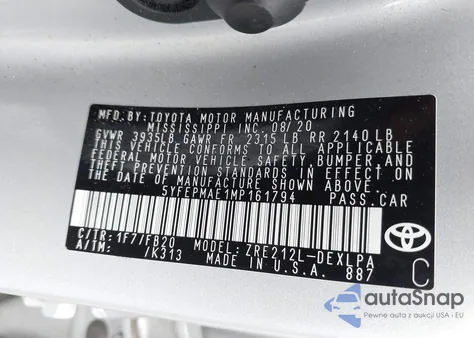 MFD. BY: TOYOTA MOTOR MANUFACTURING
MISSISSIPPI INC. 08/20
GVWR 3935LB GAWR FR 2315 LB RR 2140 LB
THIS VEHICLE CONFORMS TO ALL APPLICABLE
FEDERAL MOTOR VEHICLE SAFETY, BUMPER, AND
THEFT PREVENTION STANDARDS IN EFFECT ON
THE DATE OF MANUFACTURE SHOWN ABOVE.
5YFEPMAE1MP161794 PASS.CAR
C/TR: 1F7/FB20 MODEL: ZRE212L-DEXLPA
A/TM: /K313 MADE IN U.S.A. 887
C
autoSnap
Pewne auta z aukcji USA i EU